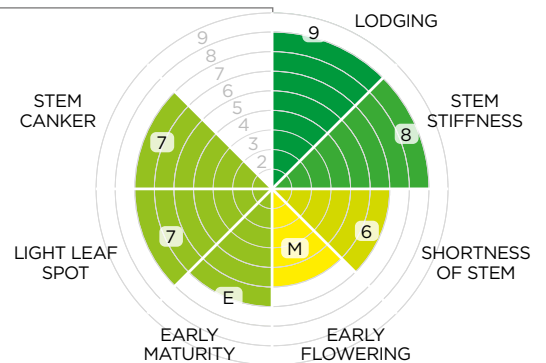 LODGING
9
STEM
STIFFNESS
8
SHORTNESS
OF STEM
6
EARLY
FLOWERING
M
EARLY
MATURITY
E
LIGHT LEAF
SPOT
7
STEM
CANKER
7
9
8
7
6
5
4
3
2